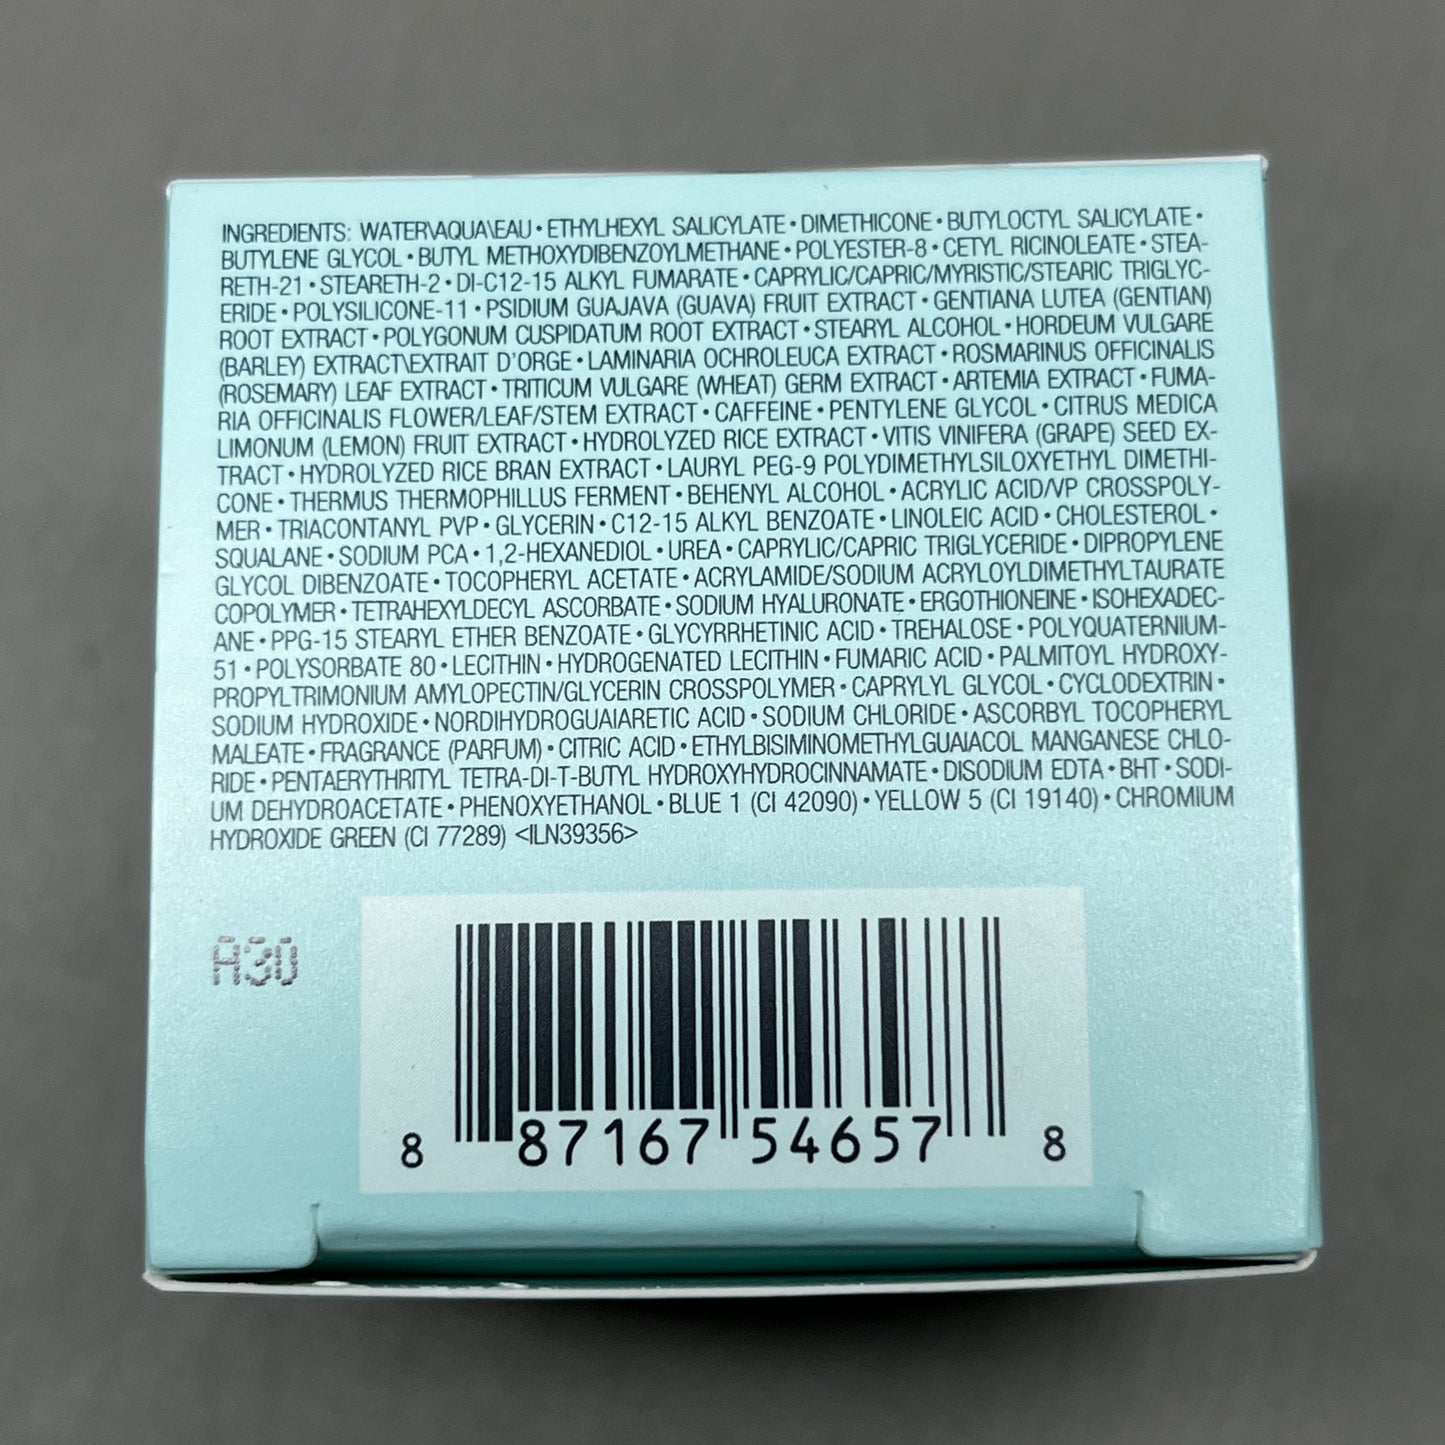 INGREDIENTS: WATER\AQUA\EAU • ETHYLHEXYL SALICYLATE • DIMETHICONE • BUTYLOCTYL SALICYLATE •
BUTYLENE GLYCOL • BUTYL METHOXYDIBENZOYLMETHANE • POLYESTER-8 • CETYL RICINOLEATE • STEA-
RETH-21 • STEARETH-2 • DI-C12-15 ALKYL FUMARATE • CAPRYLIC/CAPRIC/MYRISTIC/STEARIC TRIGLYC-
ERIDE • POLYSILICONE-11 • PSIDIUM GUAJAVA (GUAVA) FRUIT EXTRACT • GENTIANA LUTEA (GENTIAN)
ROOT EXTRACT • POLYGONUM CUSPIDATUM ROOT EXTRACT • STEARYL ALCOHOL • HORDEUM VULGARE
(BARLEY) EXTRACT\EXTRAIT D'ORGE • LAMINARIA OCHROLEUCA EXTRACT • ROSMARINUS OFFICINALIS
(ROSEMARY) LEAF EXTRACT • TRITICUM VULGARE (WHEAT) GERM EXTRACT • ARTEMIA EXTRACT • FUMA-
RIA OFFICINALIS FLOWER/LEAF/STEM EXTRACT • CAFFEINE • PENTYLENE GLYCOL • CITRUS MEDICA
LIMONUM (LEMON) FRUIT EXTRACT • HYDROLYZED RICE EXTRACT • VITIS VINIFERA (GRAPE) SEED EX-
TRACT • HYDROLYZED RICE BRAN EXTRACT • LAURYL PEG-9 POLYDIMETHYLSILOXYETHYL DIMETHI-
CONE • THERMUS THERMOPHILLUS FERMENT • BEHENYL ALCOHOL • ACRYLIC ACID/VP CROSSPOLY-
MER • TRIACONTANYL PVP • GLYCERIN • C12-15 ALKYL BENZOATE • LINOLEIC ACID • CHOLESTEROL •
SQUALANE • SODIUM PCA • 1,2-HEXANEDIOL • UREA • CAPRYLIC/CAPRIC TRIGLYCERIDE • DIPROPYLENE
GLYCOL DIBENZOATE • TOCOPHERYL ACETATE • ACRYLAMIDE/SODIUM ACRYLOYLDIMETHYLTAURATE
COPOLYMER • TETRAHEXYLDECYL ASCORBATE • SODIUM HYALURONATE • ERGOTHIONEINE • ISOHEXADEC-
ANE • PPG-15 STEARYL ETHER BENZOATE • GLYCYRRHETINIC ACID • TREHALOSE • POLYQUATERNIUM-
51 • POLYSORBATE 80 • LECITHIN • HYDROGENATED LECITHIN • FUMARIC ACID • PALMITOYL HYDROXY-
PROPYLTRIMONIUM AMYLOPECTIN/GLYCERIN CROSSPOLYMER • CAPRYLYL GLYCOL • CYCLODEXTRIN •
SODIUM HYDROXIDE • NORDIHYDROGUAIARETIC ACID • SODIUM CHLORIDE • ASCORBYL TOCOPHERYL
MALEATE • FRAGRANCE (PARFUM) • CITRIC ACID • ETHYLBISIMINOMETHYLGUAIACOL MANGANESE CHLO-
RIDE • PENTAERYTHRITYL TETRA-DI-T-BUTYL HYDROXYHYDROCINNAMATE • DISODIUM EDTA • BHT • SODI-
UM DEHYDROACETATE • PHENOXYETHANOL • BLUE 1 (CI 42090) • YELLOW 5 (CI 19140) • CHROMIUM
HYDROXIDE GREEN (CI 77289) <ILN39356>
A30
8 87167 54657 8